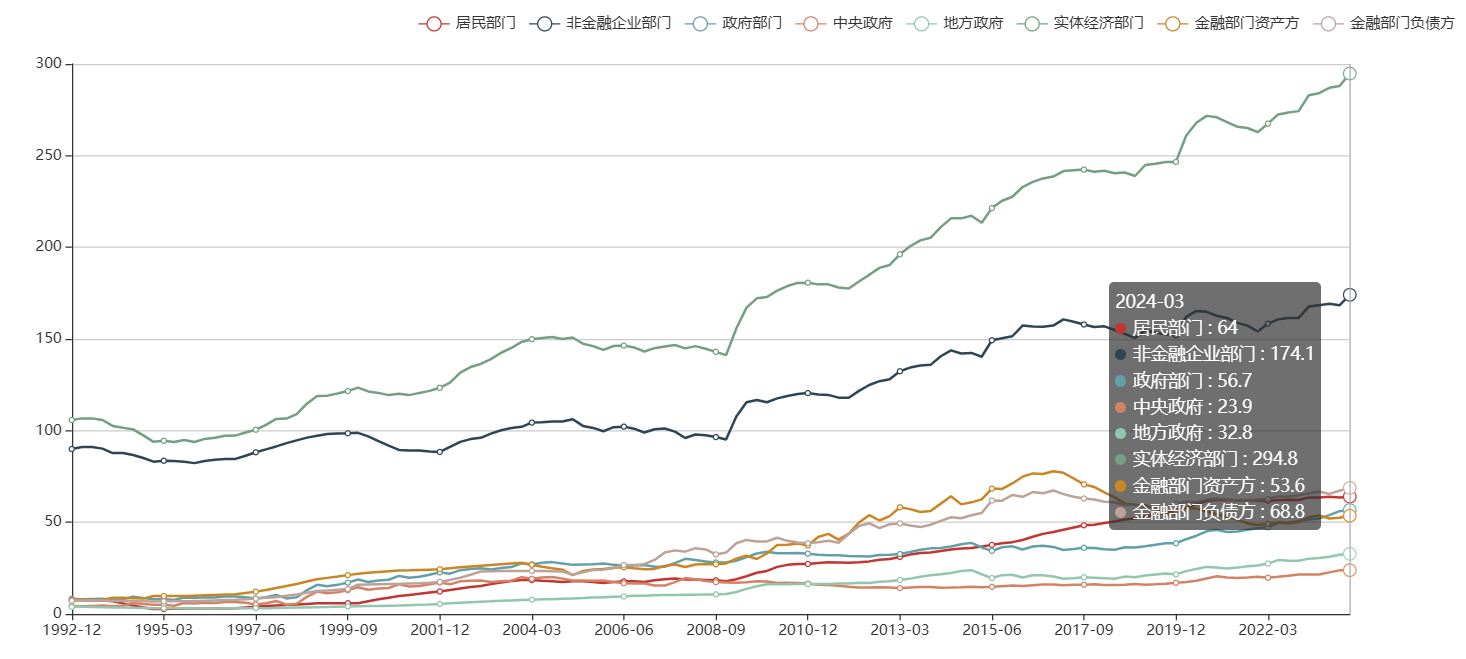 居民部门 非金融企业部门 政府部门 中央政府 地方政府 实体经济部门 金融部门资产方 金融部门负债方
300
250
200
150
100
50
0
2024-03
居民部门 : 64
非金融企业部门 : 174.1
政府部门 : 56.7
中央政府 : 23.9
地方政府 : 32.8
实体经济部门 : 294.8
金融部门资产方 : 53.6
金融部门负债方 : 68.8
1992-12 1995-03 1997-06 1999-09 2001-12 2004-03 2006-06 2008-09 2010-12 2013-03 2015-06 2017-09 2019-12 2022-03